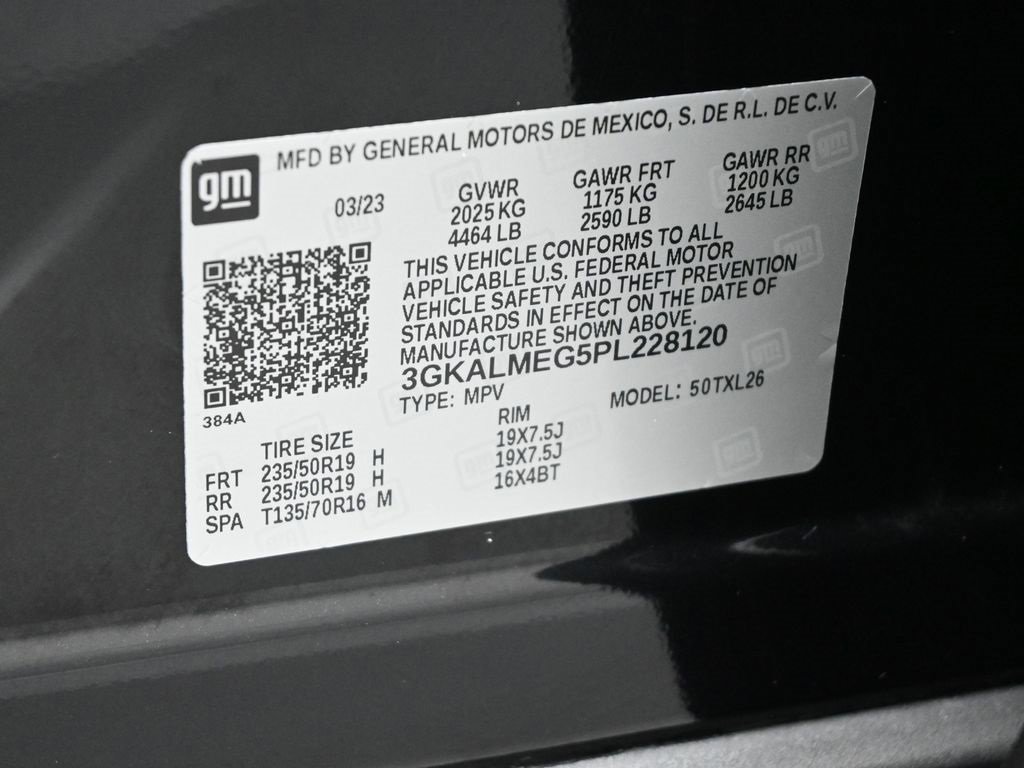 gm
MFD BY GENERAL MOTORS DE MEXICO, S. DE R.L. DE C.V.
03/23
GVWR GAWR FRT GAWR RR
2025 KG 1175 KG 1200 KG
4464 LB 2590 LB 2645 LB
THIS VEHICLE CONFORMS TO ALL
APPLICABLE U.S. FEDERAL MOTOR
VEHICLE SAFETY AND THEFT PREVENTION
STANDARDS IN EFFECT ON THE DATE OF
MANUFACTURE SHOWN ABOVE.
3GKALMEG5PL228120
384A
TYPE: MPV MODEL: 50TXL26
TIRE SIZE RIM
FRT 235/50R19 H 19X7.5J
RR 235/50R19 H 19X7.5J
SPA T135/70R16 M 16X4BT